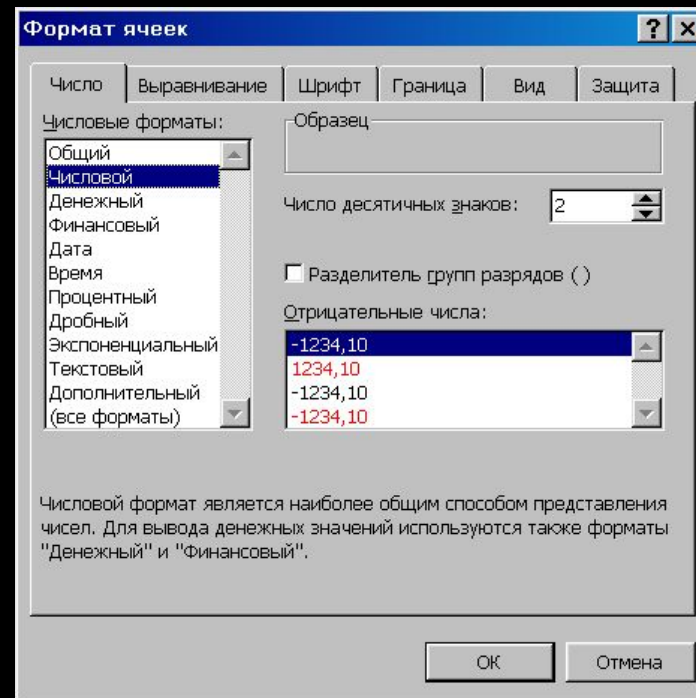 Формат ячеек
Число Выравнивание Шрифт Граница Вид Защита
Числовые форматы:
Общий
Числовой
Денежный
Финансовый
Дата
Время
Процентный
Дробный
Экспоненциальный
Текстовый
Дополнительный
(все форматы)
Образец
Число десятичных знаков: 2
Разделитель групп разрядов ( )
Отрицательные числа:
-1234,10
1234,10
-1234,10
-1234,10
Числовой формат является наиболее общим способом представления
чисел. Для вывода денежных значений используются также форматы
"Денежный" и "Финансовый".
ОК Отмена